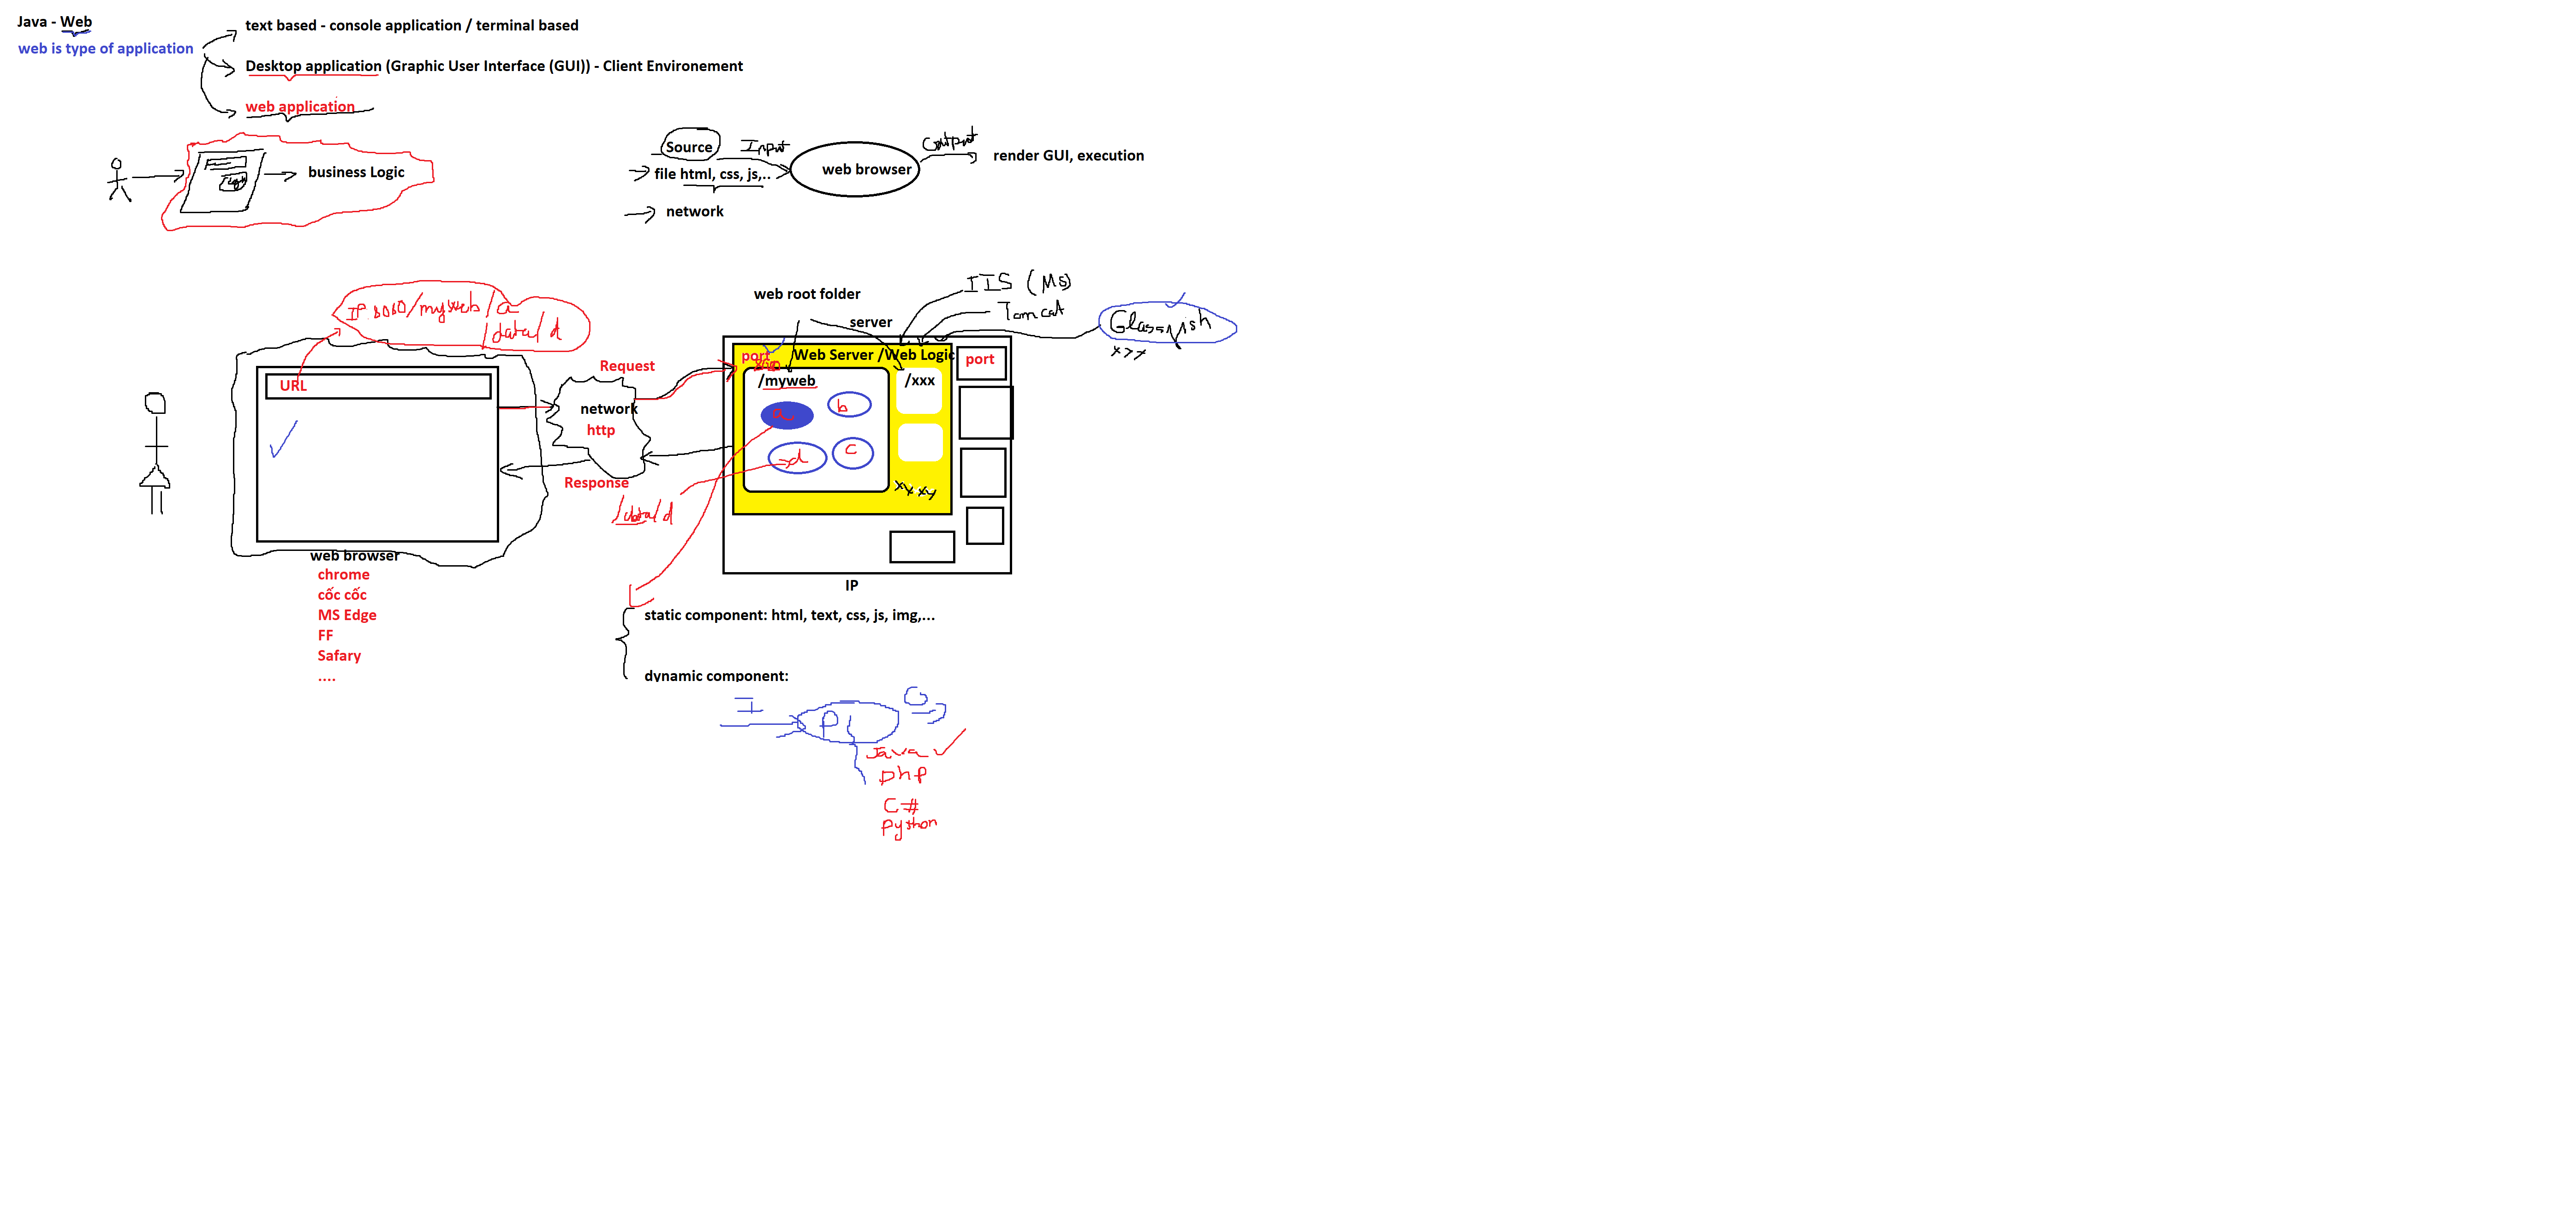 Java - Web
web is type of application
text based - console application / terminal based
Desktop application (Graphic User Interface (GUI)) - Client Environement
web application
business Logic
Source
Input
Output
file html, css, js,..
web browser
render GUI, execution
network
IP:8080/myweb/a
/data/d
web root folder
server
IIS (MS)
Tomcat
Glassfish
xyy
URL
Request
network
http
Response
/data/d
port
Web Server /Web Logic
port
/myweb
/xxx
a
b
d
c
xyxy
IP
web browser
chrome
cốc cốc
MS Edge
FF
Safary
....
static component: html, text, css, js, img,...
dynamic component:
I
O
Java
php
C#
Python